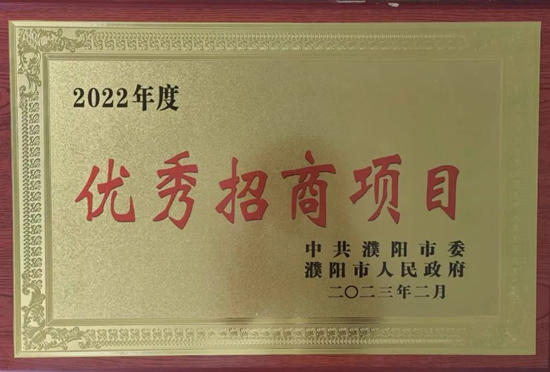 2022年度
优秀招商项目
中共濮阳市委
濮阳市人民政府
二〇二三年二月